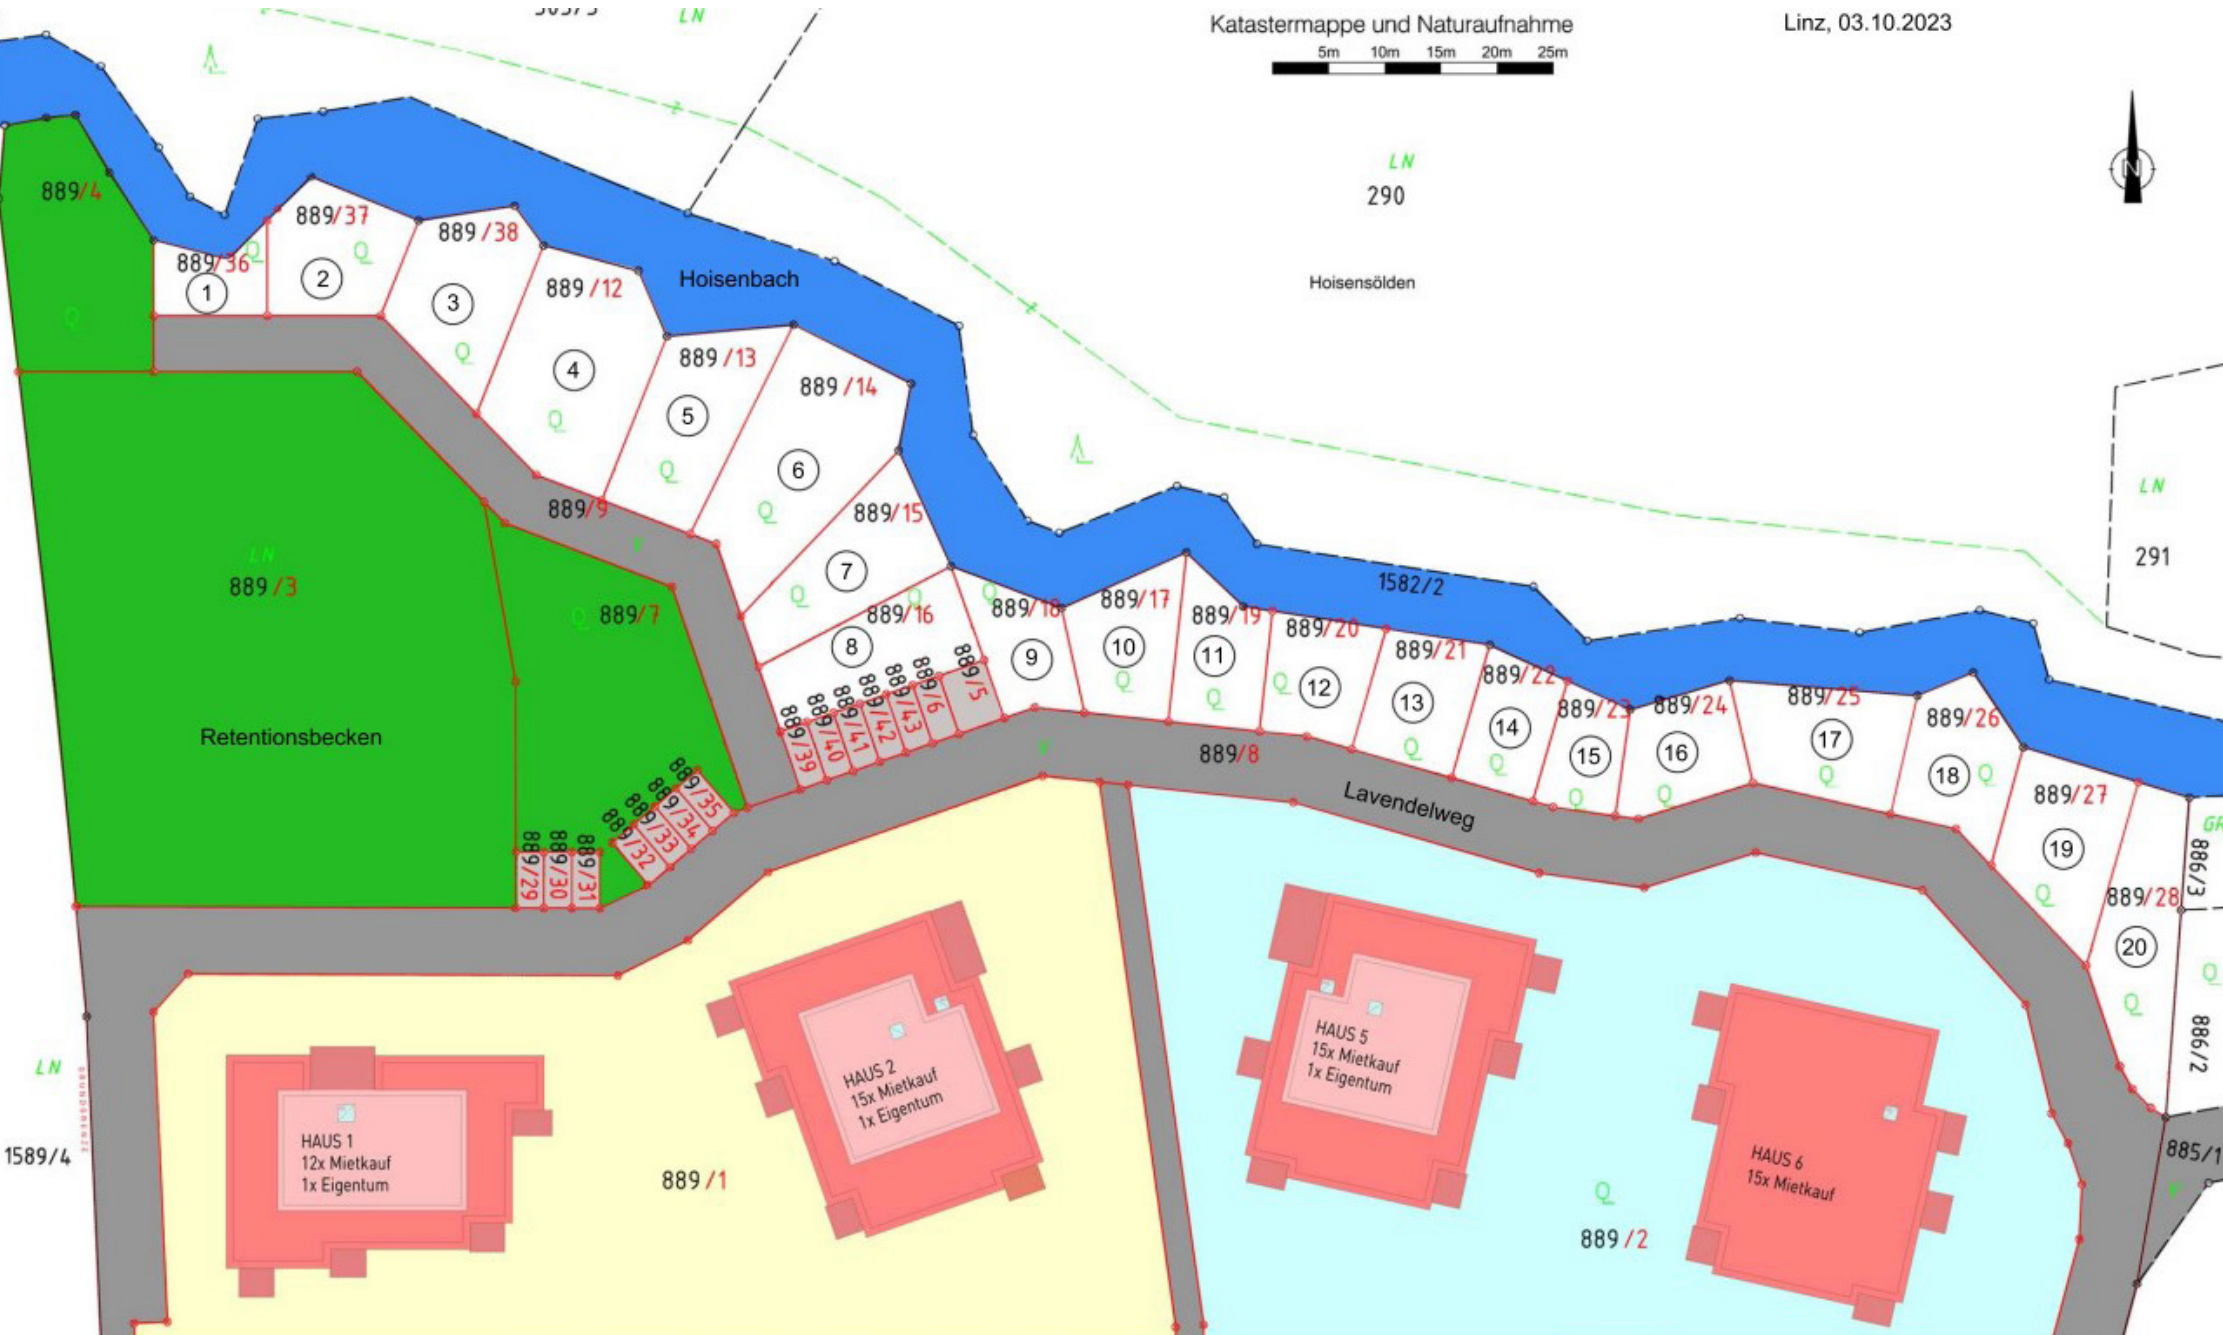 Katastermappe und Naturaufnahme
Linz, 03.10.2023
5m 10m 15m 20m 25m
LN
LN
290
Hoisensölden
889/4
Q
889/36
1
Q
889/37
Q
2
889/38
3
Q
889/12
4
Q
Hoisenbach
889/13
5
Q
889/14
6
Q
889/15
7
Q
889/16
Q
8
889/9
LN
889/3
Q
889/7
Retentionsbecken
889/18
Q
9
889/17
10
Q
889/19
11
Q
1582/2
889/20
Q
12
889/21
13
Q
889/22
14
Q
889/23
15
Q
889/24
16
Q
889/25
17
Q
889/26
18
Q
889/27
19
Q
889/28
20
Q
LN
291
GR
886/3
Q
886/2
885/1
889/39
889/40
889/41
889/42
889/43
889/6
889/5
889/29
889/30
889/31
889/32
889/33
889/34
889/35
889/8
Lavendelweg
LN
GRUNDGRENZE
1589/4
HAUS 1
12x Mietkauf
1x Eigentum
HAUS 2
15x Mietkauf
1x Eigentum
889/1
HAUS 5
15x Mietkauf
1x Eigentum
HAUS 6
15x Mietkauf
Q
889/2
N